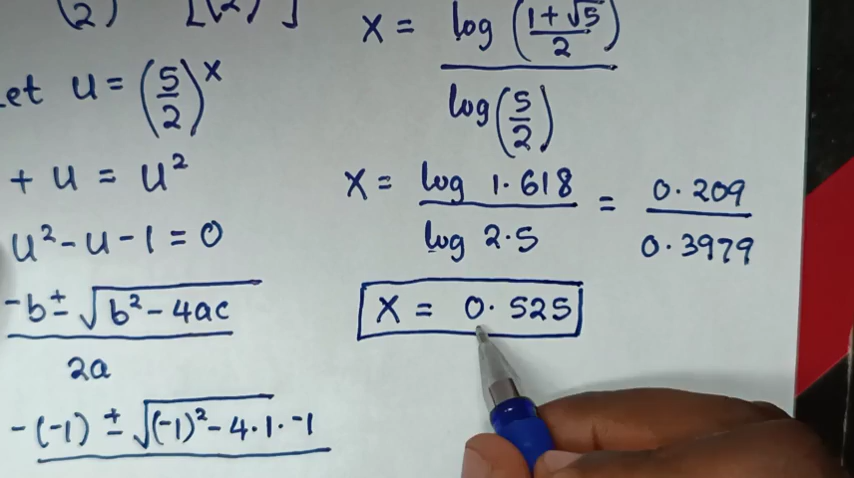 (2) [(2)]
Let u = (5/2)^x
+ u = u²
u² - u - 1 = 0
-b ± √(b² - 4ac)
2a
-(-1) ± √((-1)² - 4·1·-1)
x = log((1+√5)/2) / log(5/2)
x = log 1.618 / log 2.5 = 0.209 / 0.3979
x = 0.525